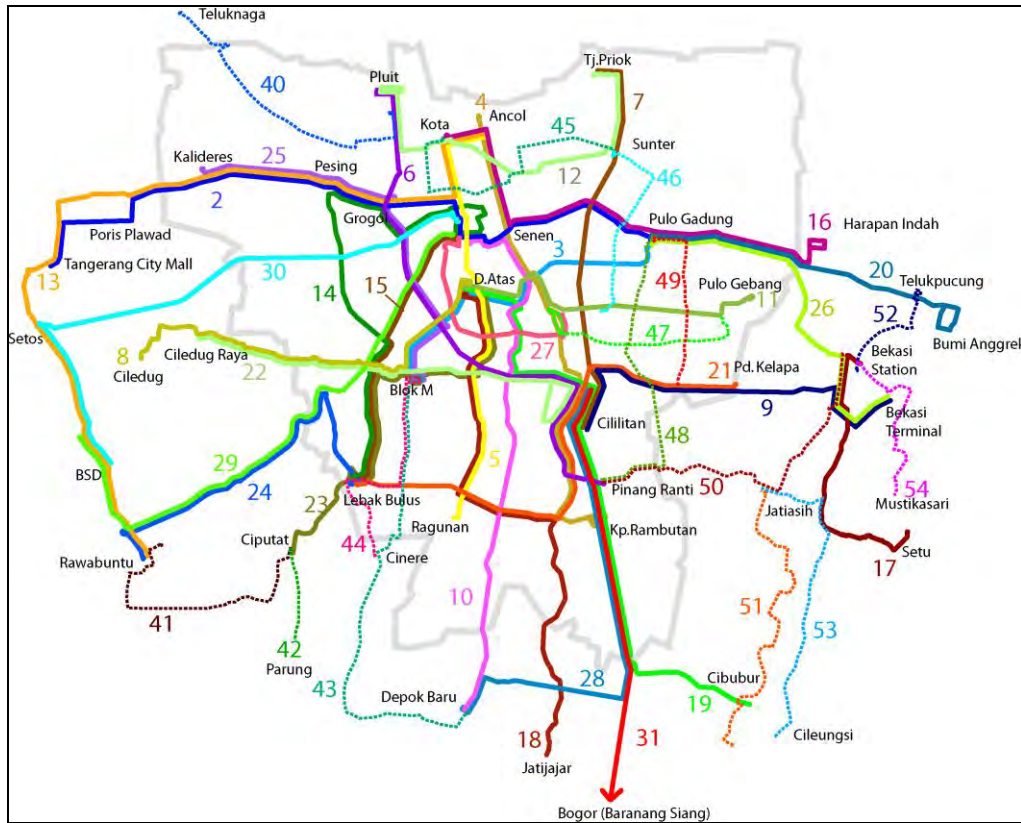 Teluknaga
40
Pluit
Tj.Priok
4
Ancol
7
Kota
45
Sunter
Kalideres
25
Pesing
6
12
46
2
Grogol
Pulo Gadung
16
Harapan Indah
Poris Plawad
Senen
3
Tangerang City Mall
13
30
D.Atas
49
20
Telukpucung
14
15
Pulo Gebang
11
26
52
Setos
47
Bumi Anggrek
8
Ciledug Raya
27
Ciledug
22
21
Pd.Kelapa
Bekasi
Station
Blok M
9
Cililitan
Bekasi
Terminal
48
BSD
29
5
24
23
Lebak Bulus
Pinang Ranti
50
Jatiasih
54
Mustikasari
Ragunan
Ciputat
44
Cinere
Kp.Rambutan
Setu
17
Rawabuntu
41
10
51
42
53
Parung
43
28
Cibubur
Depok Baru
19
18
31
Cileungsi
Jatijajar
Bogor (Baranang Siang)